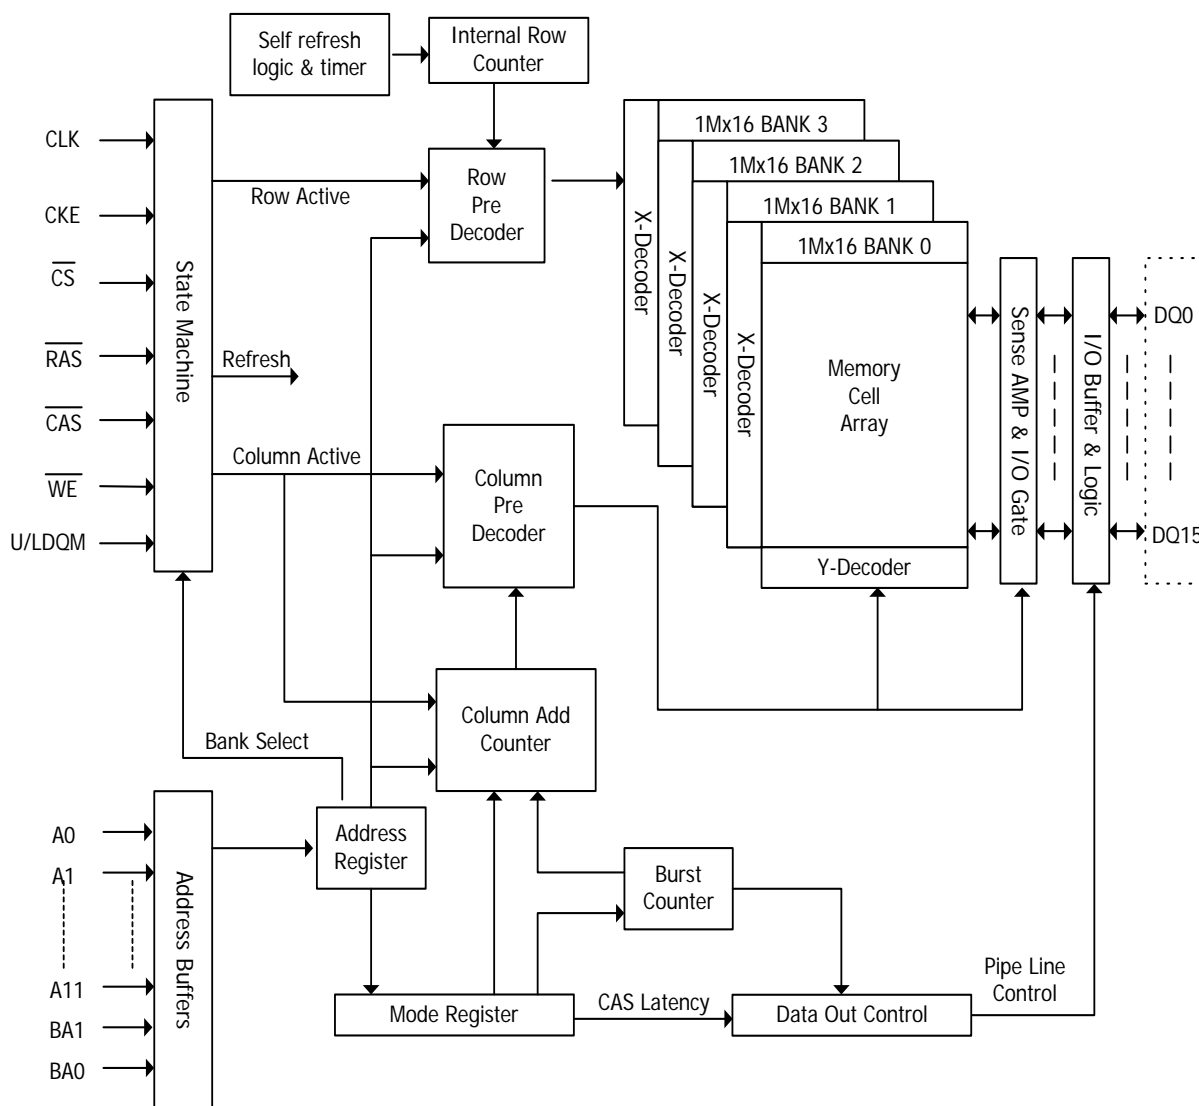 Self refresh
logic & timer
Internal Row
Counter
CLK
CKE
CS
RAS
CAS
WE
U/LDQM
State Machine
Row Active
Refresh
Column Active
Row
Pre
Decoder
1Mx16 BANK 3
1Mx16 BANK 2
1Mx16 BANK 1
1Mx16 BANK 0
X-Decoder
X-Decoder
X-Decoder
X-Decoder
Memory
Cell
Array
Y-Decoder
Sense AMP & I/O Gate
I/O Buffer & Logic
DQ0
DQ15
Column
Pre
Decoder
Column Add
Counter
Bank Select
A0
A1
A11
BA1
BA0
Address Buffers
Address
Register
Burst
Counter
Mode Register
CAS Latency
Data Out Control
Pipe Line
Control